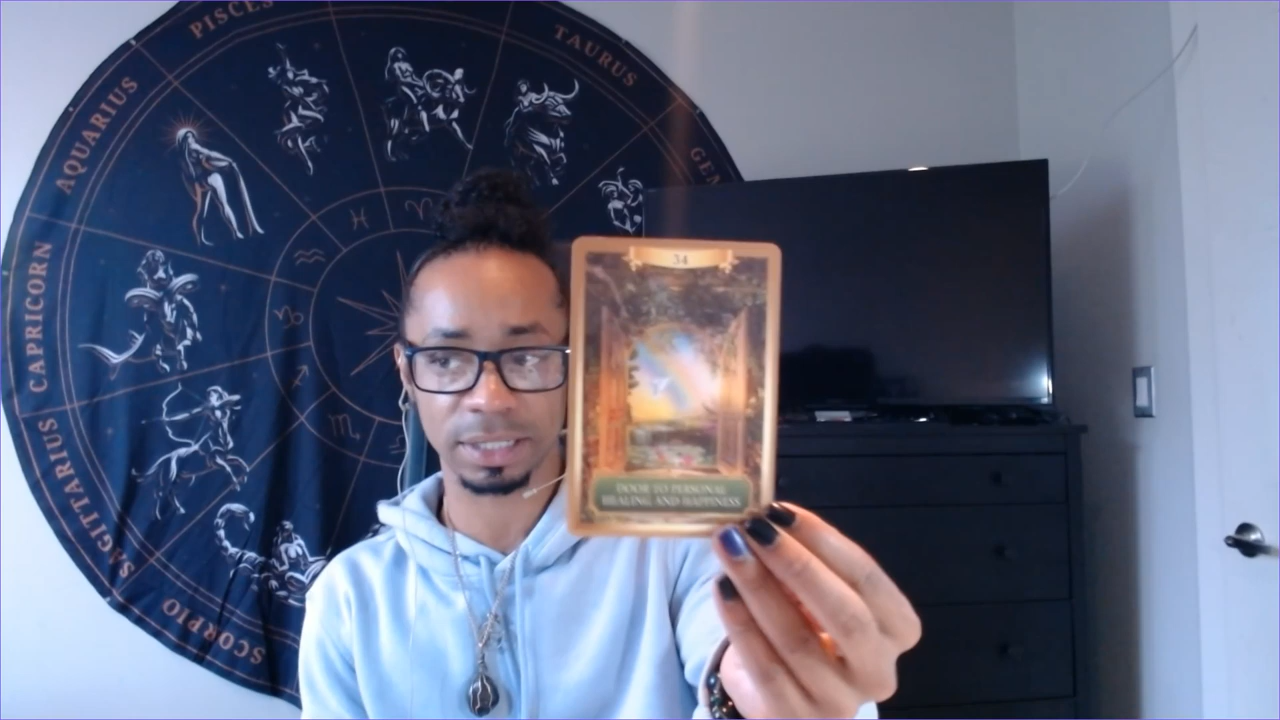 PISCES
TAURUS
AQUARIUS
GEM
CAPRICORN
SAGITTARIUS
SCORPIO
34
DOOR TO PERSONAL
HEALING AND HAPPINESS